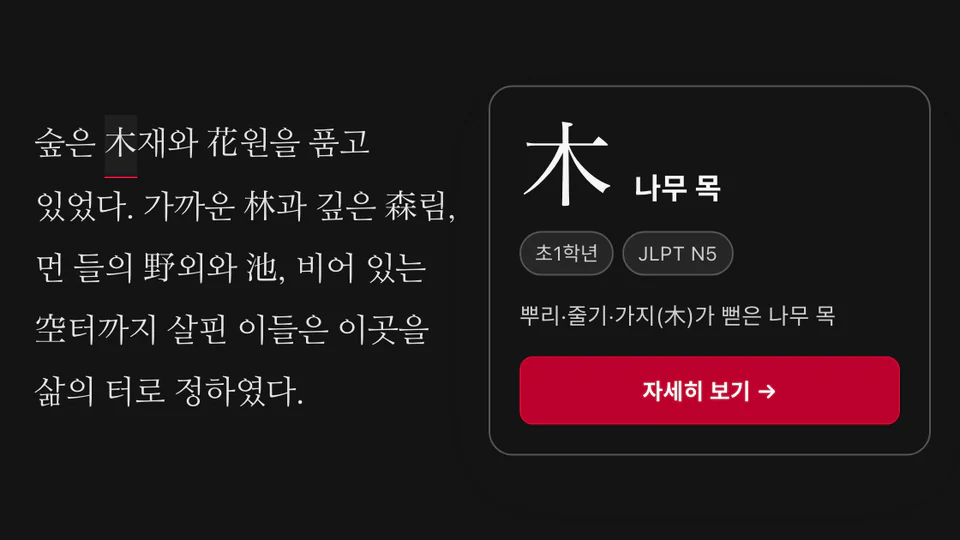 숲은 木재와 花원을 품고
있었다. 가까운 林과 깊은 森림,
먼 들의 野외와 池, 비어 있는
空터까지 살핀 이들은 이곳을
삶의 터로 정하였다.
木 나무 목
초1학년 JLPT N5
뿌리·줄기·가지(木)가 뻗은 나무 목
자세히 보기 →